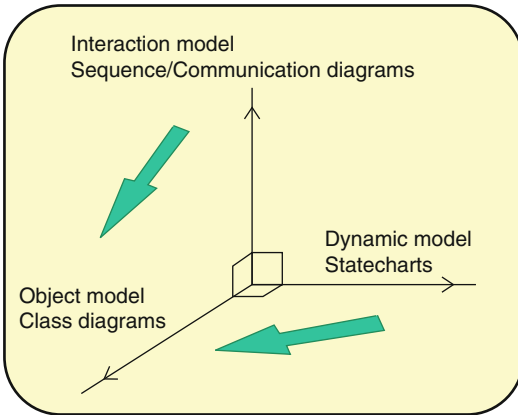 Interaction model
Sequence/Communication diagrams
Dynamic model
Statecharts
Object model
Class diagrams